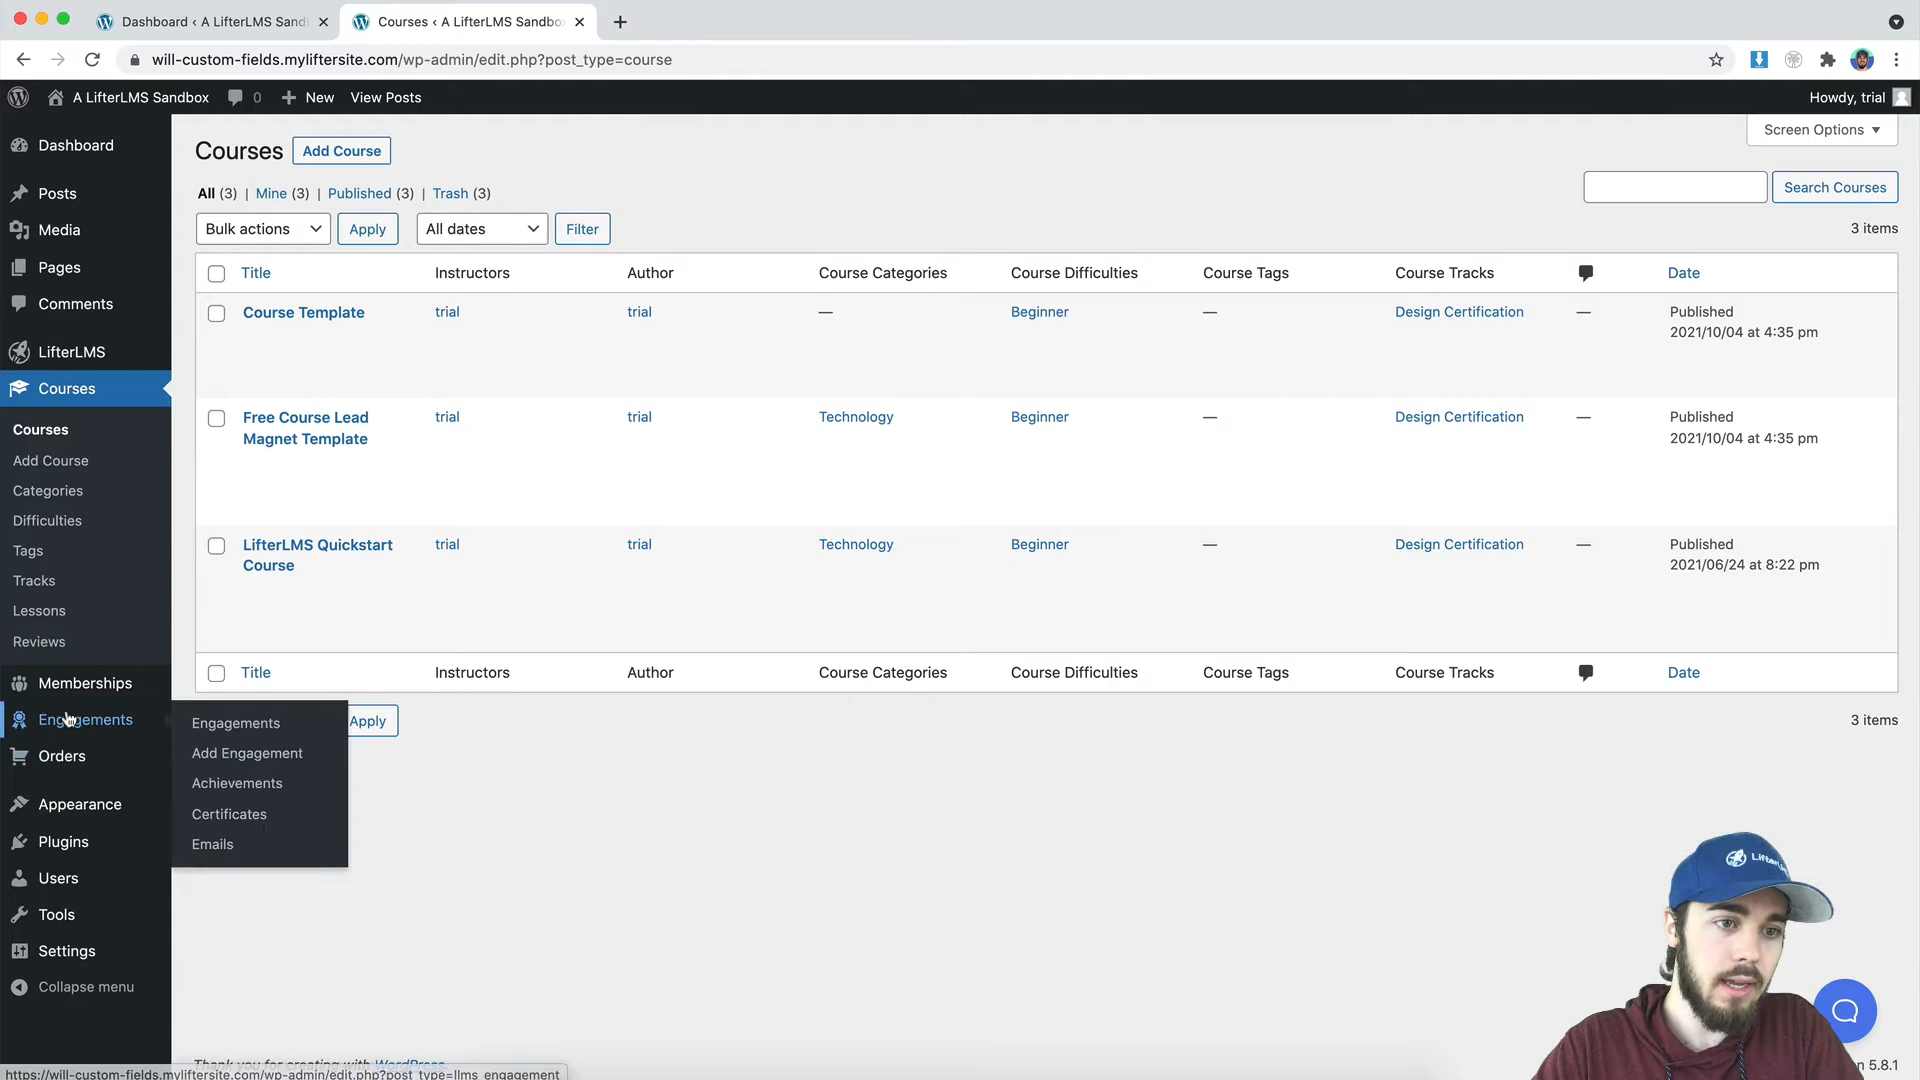 Dashboard ‹ A LifterLMS Sand
Courses ‹ A LifterLMS Sandbo
will-custom-fields.myliftersite.com/wp-admin/edit.php?post_type=course
A LifterLMS Sandbox
0
New
View Posts
Howdy, trial
Dashboard
Posts
Media
Pages
Comments
LifterLMS
Courses
Courses
Add Course
Categories
Difficulties
Tags
Tracks
Lessons
Reviews
Memberships
Engagements
Orders
Appearance
Plugins
Users
Tools
Settings
Collapse menu
Engagements
Add Engagement
Achievements
Certificates
Emails
Courses
Add Course
Screen Options
All (3) | Mine (3) | Published (3) | Trash (3)
Search Courses
Bulk actions
Apply
All dates
Filter
3 items
Title Instructors Author Course Categories Course Difficulties Course Tags Course Tracks Date
Course Template trial trial — Beginner — Design Certification — Published
2021/10/04 at 4:35 pm
Free Course Lead trial trial Technology Beginner — Design Certification — Published
Magnet Template 2021/10/04 at 4:35 pm
LifterLMS Quickstart trial trial Technology Beginner — Design Certification — Published
Course 2021/06/24 at 8:22 pm
Title Instructors Author Course Categories Course Difficulties Course Tags Course Tracks Date
Apply
3 items
Thank you for creating with WordPress.
5.8.1
https://will-custom-fields.myliftersite.com/wp-admin/edit.php?post_type=llms_engagement